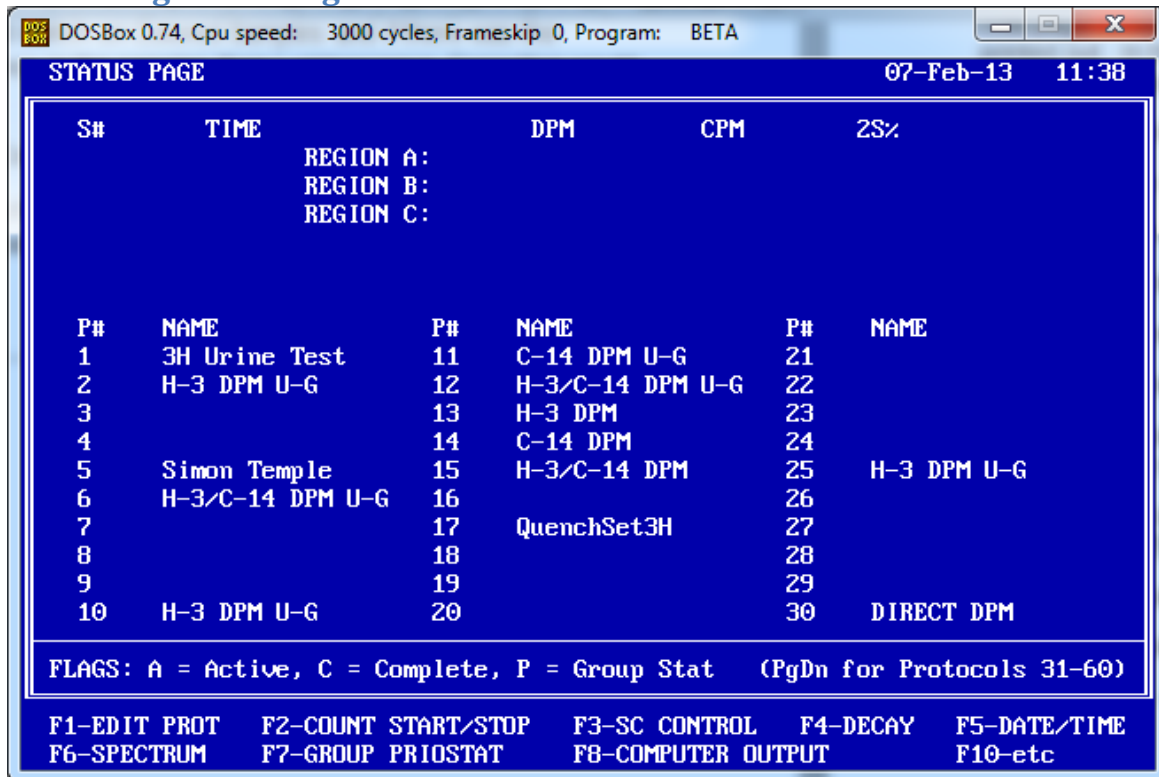 DOS BOX DOSBox 0.74, Cpu speed: 3000 cycles, Frameskip 0, Program: BETA
STATUS PAGE 07-Feb-13 11:38
S# TIME DPM CPM 2S%
REGION A:
REGION B:
REGION C:
P# NAME P# NAME P# NAME
1 3H Urine Test 11 C-14 DPM U-G 21
2 H-3 DPM U-G 12 H-3/C-14 DPM U-G 22
3 13 H-3 DPM 23
4 14 C-14 DPM 24
5 Simon Temple 15 H-3/C-14 DPM 25 H-3 DPM U-G
6 H-3/C-14 DPM U-G 16 26
7 17 QuenchSet3H 27
8 18 28
9 19 29
10 H-3 DPM U-G 20 30 DIRECT DPM
FLAGS: A = Active, C = Complete, P = Group Stat (PgDn for Protocols 31-60)
F1-EDIT PROT F2-COUNT START/STOP F3-SC CONTROL F4-DECAY F5-DATE/TIME
F6-SPECTRUM F7-GROUP PRIOSTAT F8-COMPUTER OUTPUT F10-etc